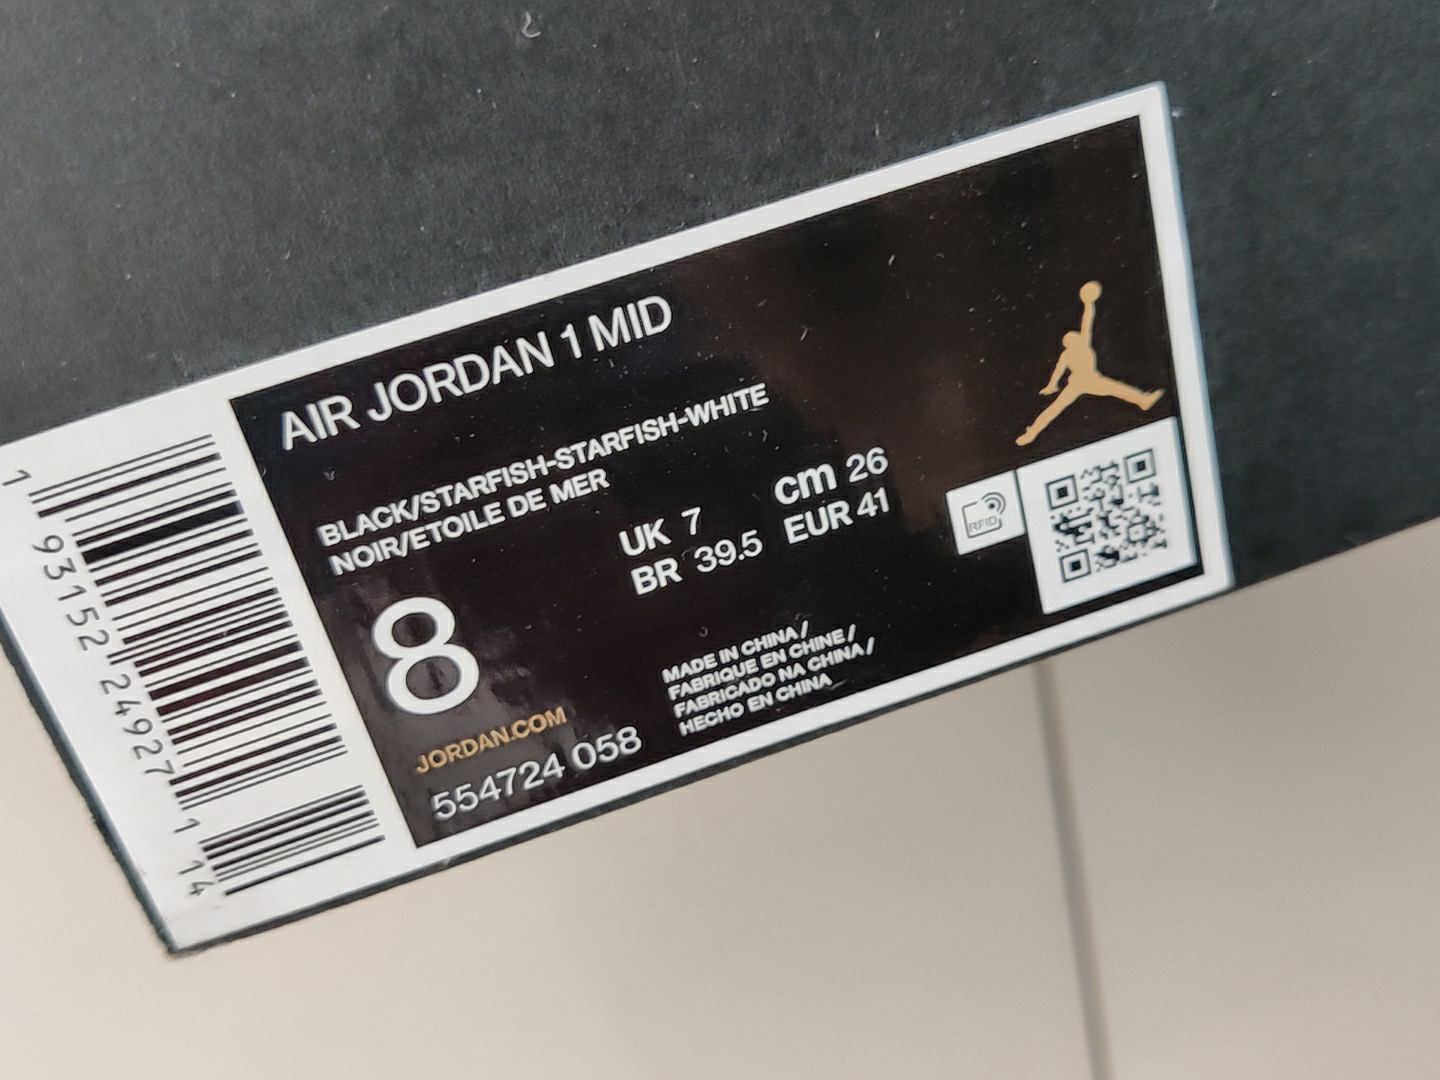 AIR JORDAN 1 MID
BLACK/STARFISH-STARFISH-WHITE
NOIR/ETOILE DE MER
UK 7 cm 26
BR 39.5 EUR 41
8
JORDAN.COM
554724 058
MADE IN CHINA /
FABRIQUE EN CHINE /
FABRICADO NA CHINA /
HECHO EN CHINA
RFID
1 93152 24927 1 14